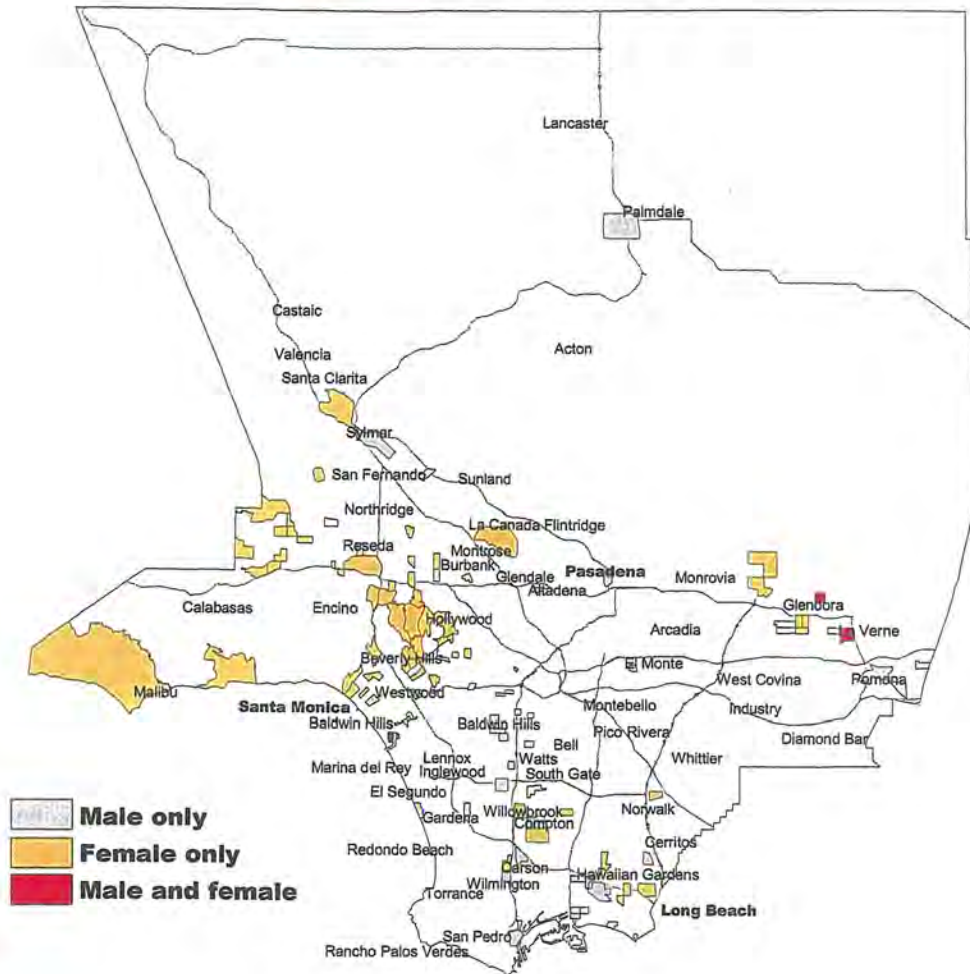 Lancaster
Palmdale
Castaic
Acton
Valencia
Santa Clarita
Sylmar
San Fernando
Sunland
Northridge
La Canada Flintridge
Reseda
Montrose
Burbank
Pasadena
Glendale
Monrovia
Altadena
Calabasas
Encino
Glendora
Hollywood
Arcadia
Verne
Beverly Hills
El Monte
West Covina
Pomona
Malibu
Westwood
Santa Monica
Montebello
Industry
Baldwin Hills
Baldwin Hills
Pico Rivera
Diamond Bar
Bell
Marina del Rey
Lennox
Watts
Whittier
Inglewood
South Gate
El Segundo
Male only
Gardena
Willowbrook
Norwalk
Compton
Female only
Redondo Beach
Cerritos
Carson
Hawaiian Gardens
Male and female
Torrance
Wilmington
Long Beach
San Pedro
Rancho Palos Verdes